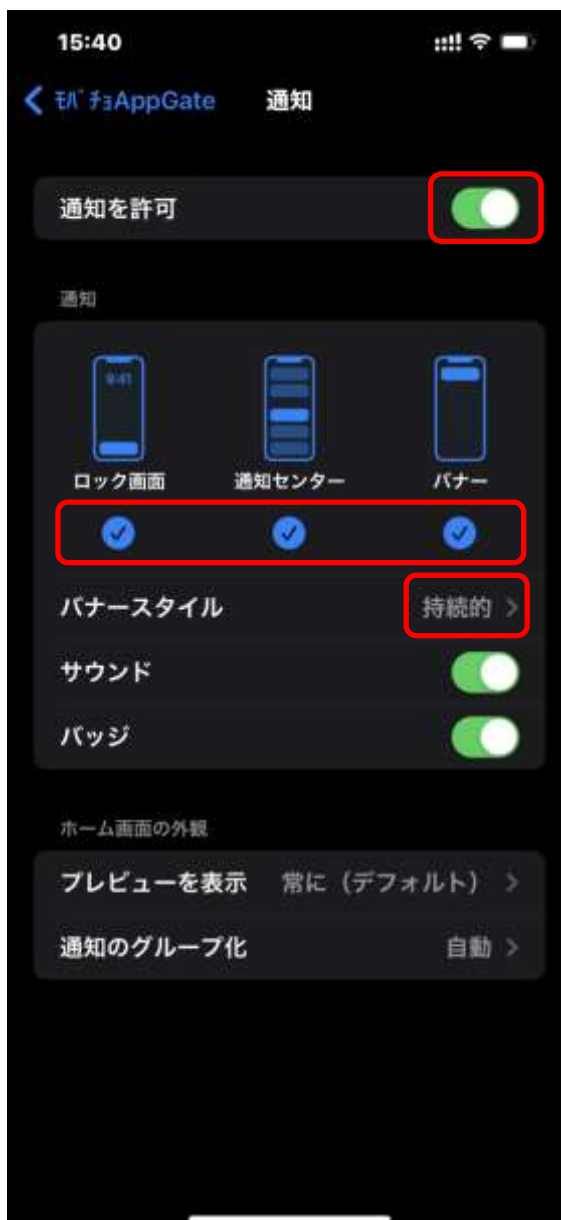 15:40
ﾓﾊﾞﾁｮAppGate 通知
通知を許可
通知
9:41
ロック画面 通知センター バナー
バナースタイル 持続的
サウンド
バッジ
ホーム画面の外観
プレビューを表示 常に（デフォルト）
通知のグループ化 自動